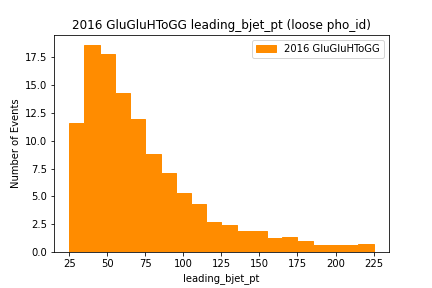 2016 GluGluHToGG leading_bjet_pt (loose pho_id)
2016 GluGluHToGG
17.5
15.0
12.5
10.0
7.5
5.0
2.5
0.0
Number of Events
25 50 75 100 125 150 175 200 225
leading_bjet_pt